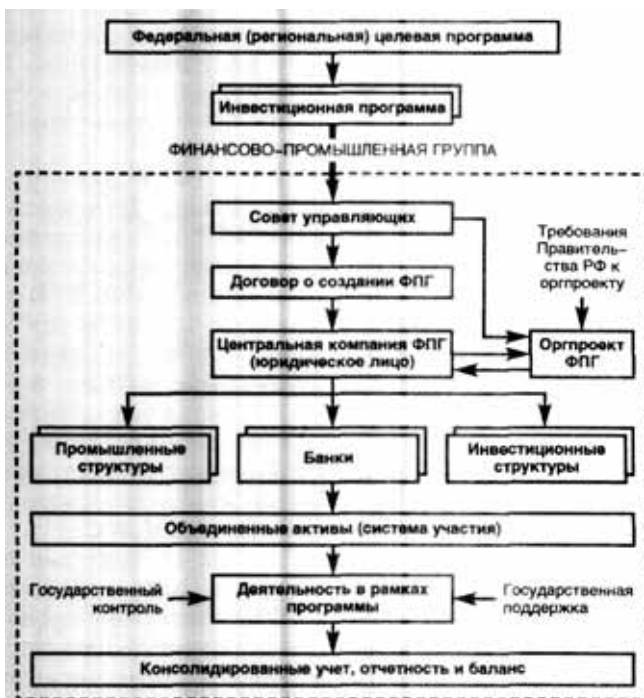 Федеральная (региональная) целевая программа
Инвестиционная программа
ФИНАНСОВО-ПРОМЫШЛЕННАЯ ГРУППА
Совет управляющих
Требования
Правитель-
ства РФ к
оргпроекту
Договор о создании ФПГ
Центральная компания ФПГ
(юридическое лицо)
Оргпроект
ФПГ
Промышленные
структуры
Банки
Инвестиционные
структуры
Объединенные активы (система участия)
Государственный
контроль
Деятельность в рамках
программы
Государственная
поддержка
Консолидированные учет, отчетность и баланс